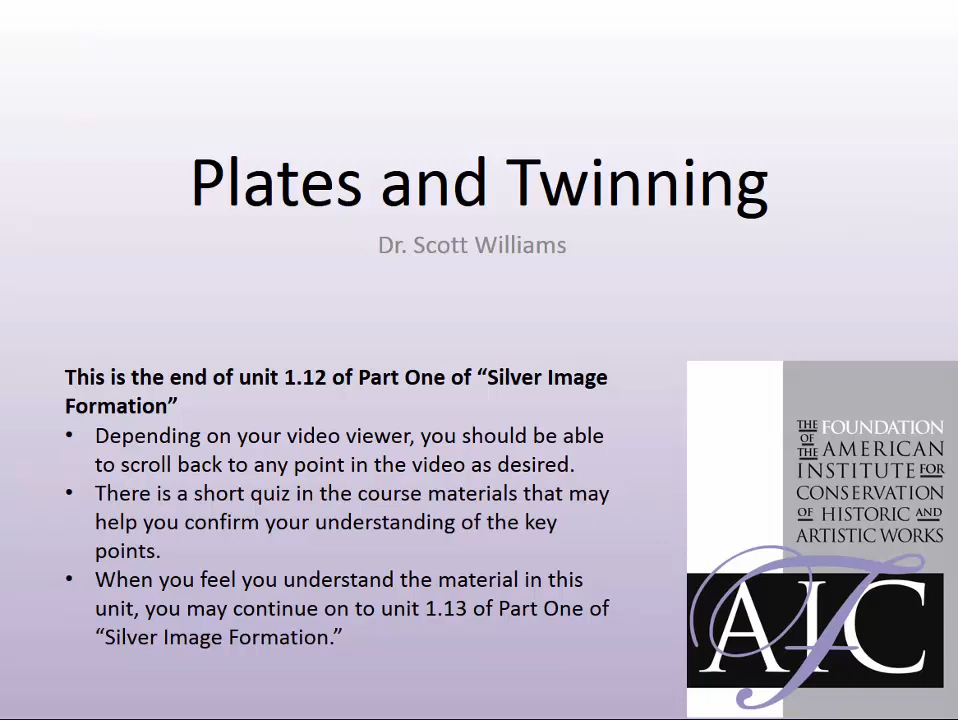 Plates and Twinning
Dr. Scott Williams
This is the end of unit 1.12 of Part One of “Silver Image
Formation”
• Depending on your video viewer, you should be able
to scroll back to any point in the video as desired.
• There is a short quiz in the course materials that may
help you confirm your understanding of the key
points.
• When you feel you understand the material in this
unit, you may continue on to unit 1.13 of Part One of
“Silver Image Formation.”
THE FOUNDATION
OF
THE AMERICAN
INSTITUTE FOR
CONSERVATION
OF HISTORIC AND
ARTISTIC WORKS
F
AIC